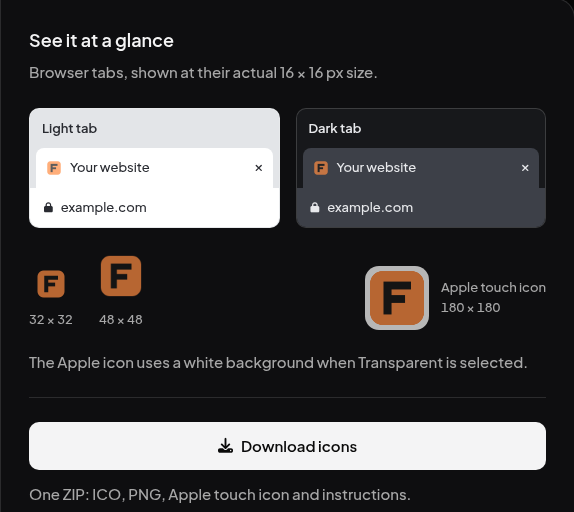 See it at a glance
Browser tabs, shown at their actual 16 × 16 px size.
Light tab
F Your website ×
example.com
Dark tab
F Your website ×
example.com
F
32 × 32
F
48 × 48
F
Apple touch icon
180 × 180
The Apple icon uses a white background when Transparent is selected.
Download icons
One ZIP: ICO, PNG, Apple touch icon and instructions.